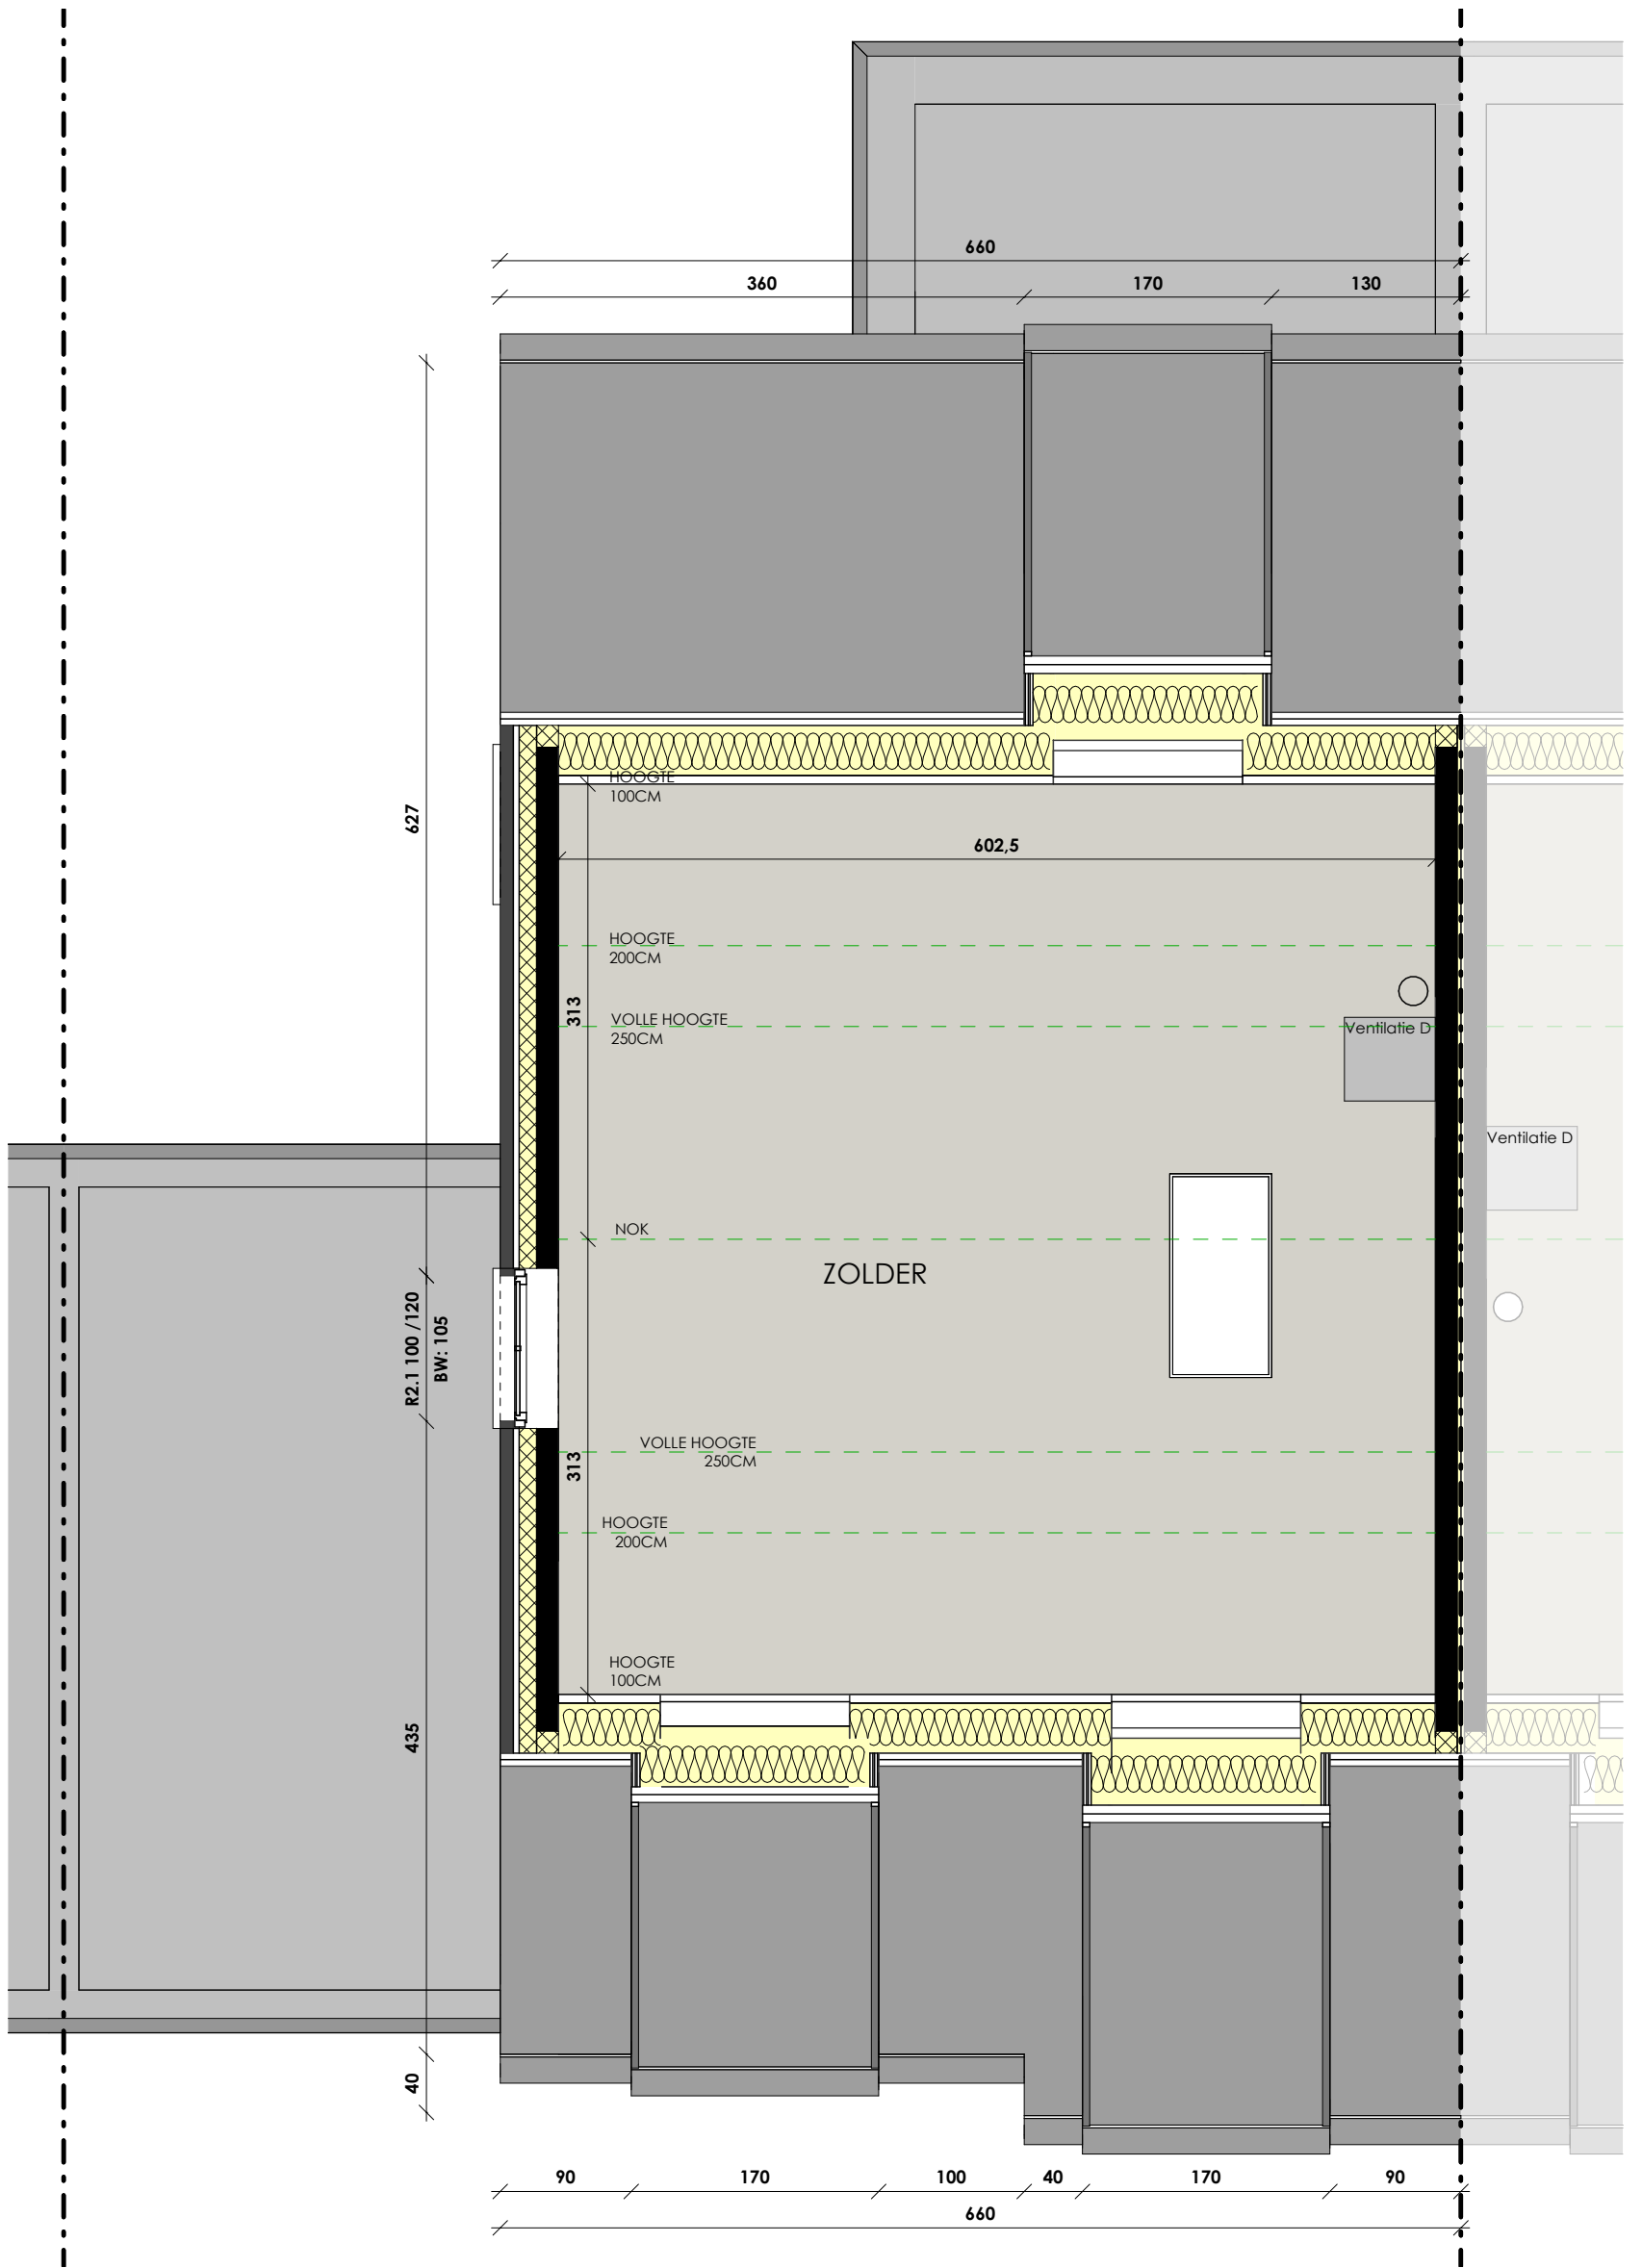 660
360 170 130
HOOGTE
100CM
627
602,5
HOOGTE
200CM
313
VOLLE HOOGTE
250CM
Ventilatie D
Ventilatie D
NOK
ZOLDER
R2.1 100 /120
BW: 105
VOLLE HOOGTE
250CM
313
HOOGTE
200CM
HOOGTE
100CM
435
40
90 170 100 40 170 90
660